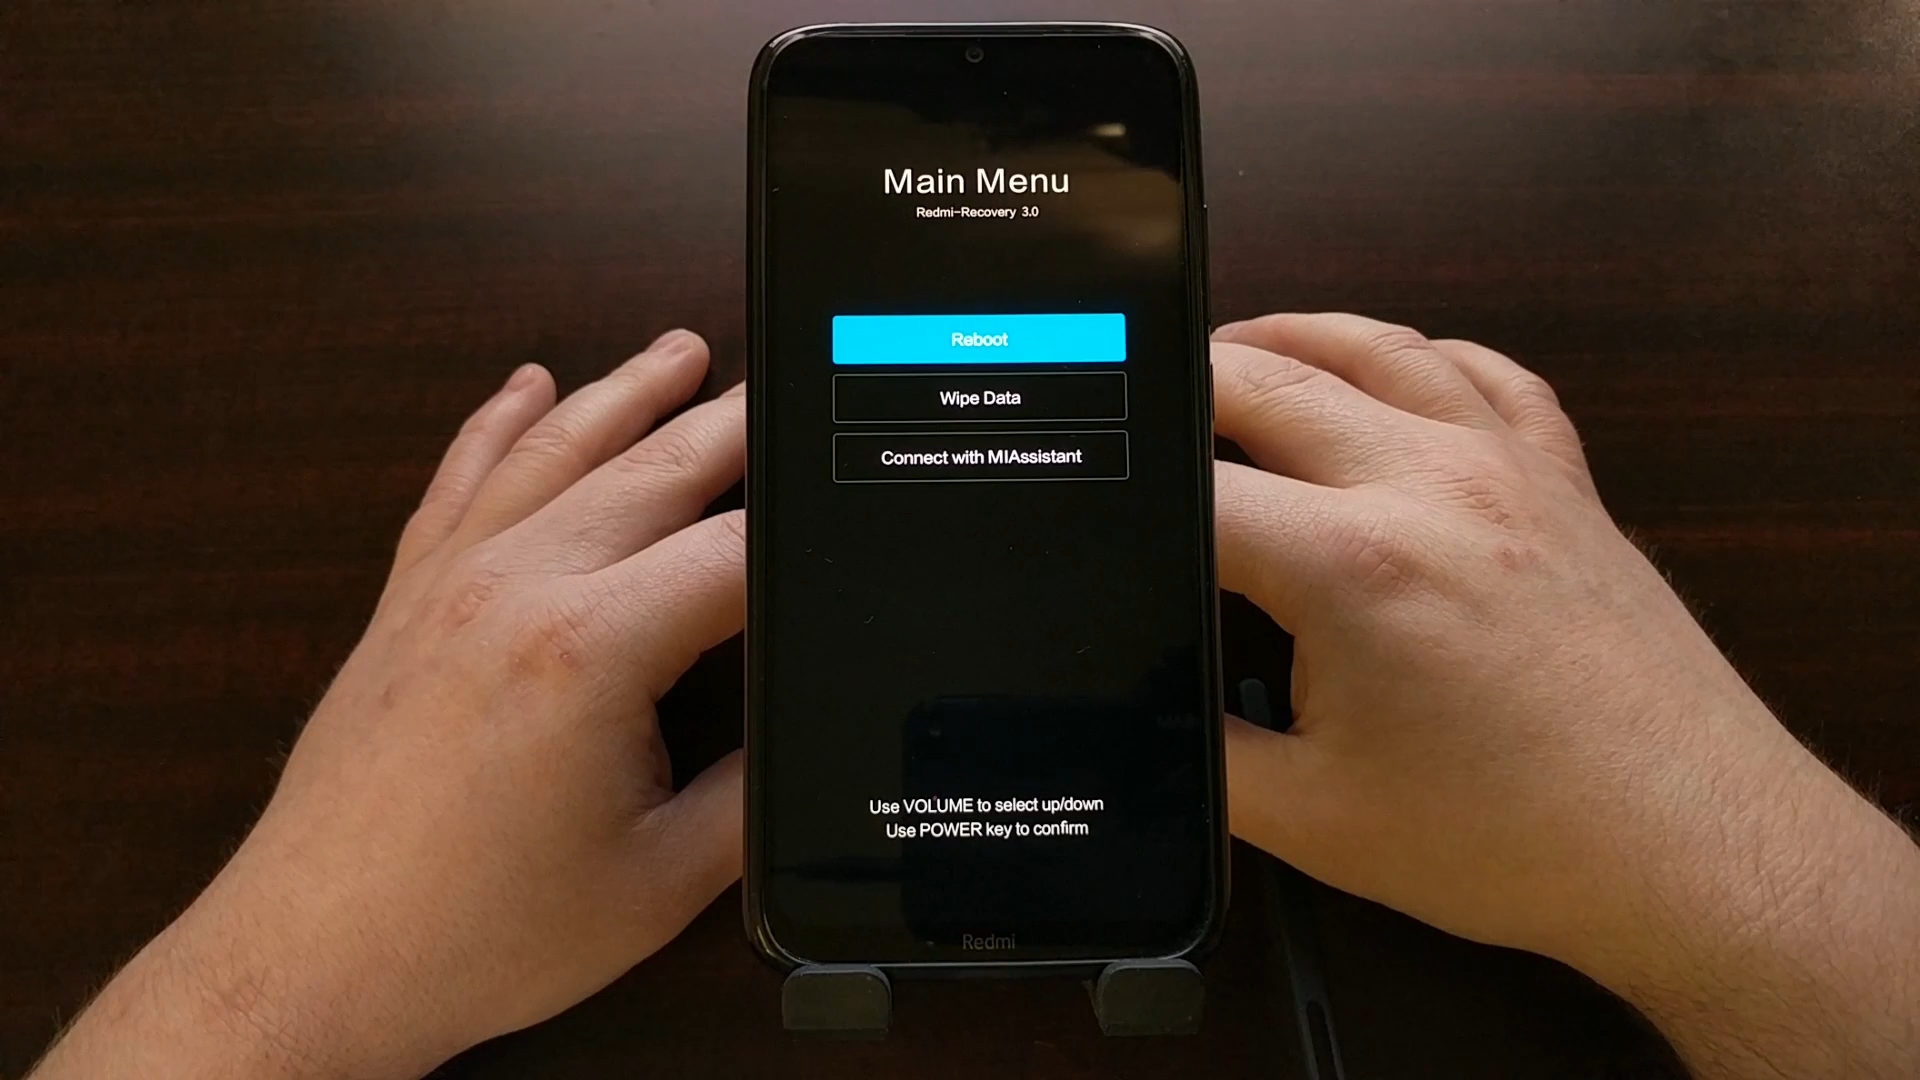 Main Menu
Redmi-Recovery 3.0
Reboot
Wipe Data
Connect with MIAssistant
Use VOLUME to select up/down
Use POWER key to confirm
Redmi